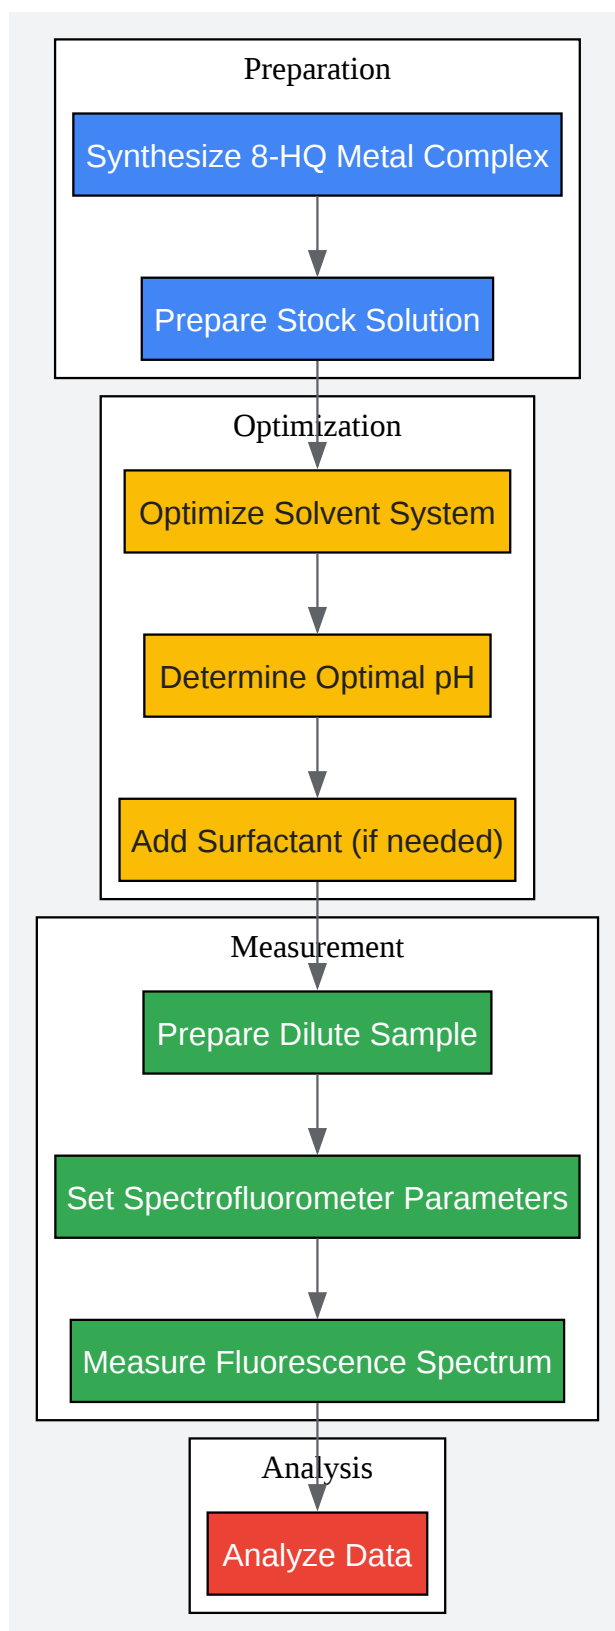 Preparation
Synthesize 8-HQ Metal Complex
Prepare Stock Solution
Optimization
Optimize Solvent System
Determine Optimal pH
Add Surfactant (if needed)
Measurement
Prepare Dilute Sample
Set Spectrofluorometer Parameters
Measure Fluorescence Spectrum
Analysis
Analyze Data